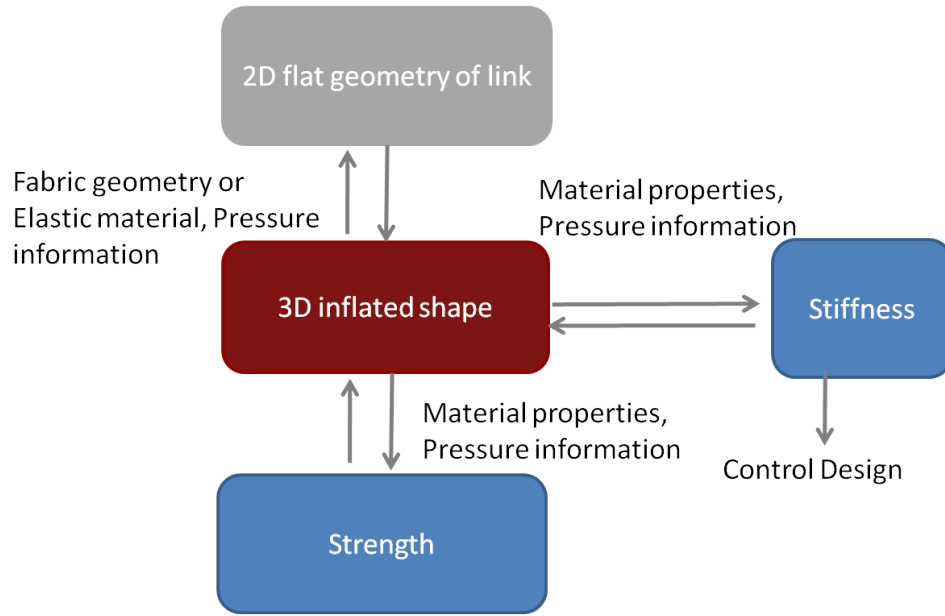 2D flat geometry of link
Fabric geometry or
Elastic material, Pressure
information
Material properties,
Pressure information
3D inflated shape
Stiffness
Material properties,
Pressure information
Control Design
Strength